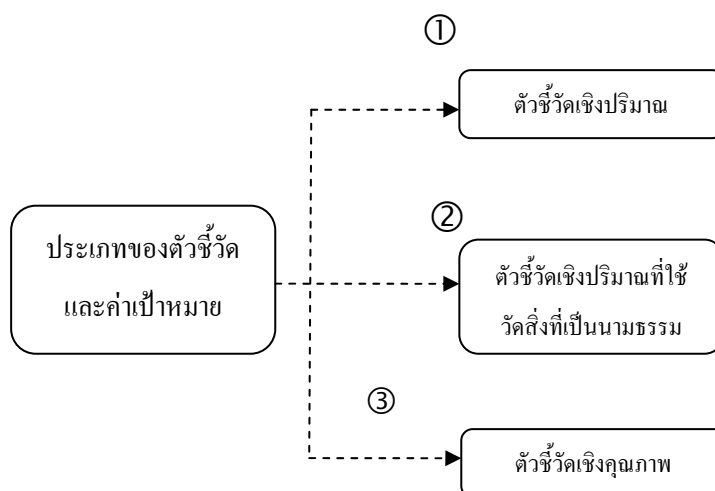 ①
ตัวชี้วัดเชิงปริมาณ
ประเภทของตัวชี้วัด
และค่าเป้าหมาย
②
ตัวชี้วัดเชิงปริมาณที่ใช้
วัดสิ่งที่เป็นนามธรรม
③
ตัวชี้วัดเชิงคุณภาพ